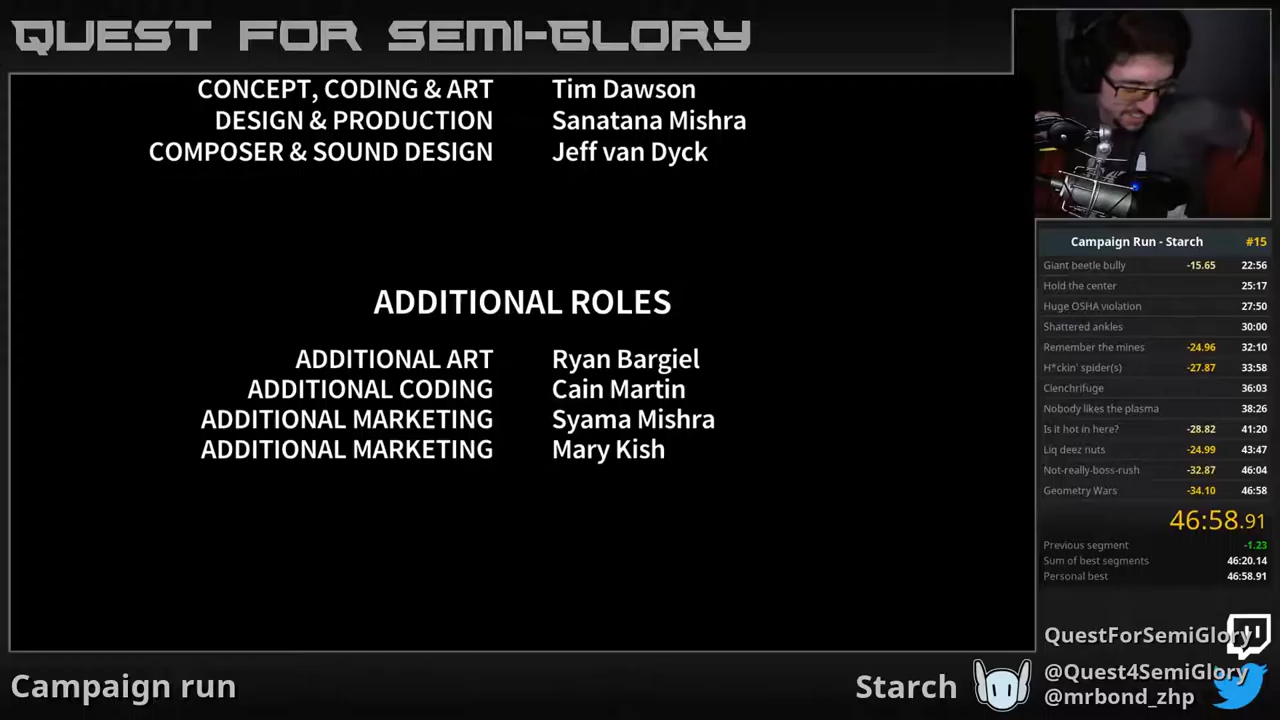 QUEST FOR SEMI-GLORY
CONCEPT, CODING & ART Tim Dawson
DESIGN & PRODUCTION Sanatana Mishra
COMPOSER & SOUND DESIGN Jeff van Dyck
ADDITIONAL ROLES
ADDITIONAL ART Ryan Bargiel
ADDITIONAL CODING Cain Martin
ADDITIONAL MARKETING Syama Mishra
ADDITIONAL MARKETING Mary Kish
Campaign Run - Starch #15
Giant beetle bully -15.65 22:56
Hold the center 25:17
Huge OSHA violation 27:50
Shattered ankles 30:00
Remember the mines -24.96 32:10
H*ckin' spider(s) -27.87 33:58
Clenchrifuge 36:03
Nobody likes the plasma 38:26
Is it hot in here? -28.82 41:20
Liq deez nuts -24.99 43:47
Not-really-boss-rush -32.87 46:04
Geometry Wars -34.10 46:58
46:58.91
Previous segment -1.23
Sum of best segments 46:20.14
Personal best 46:58.91
QuestForSemiGlory
@Quest4SemiGlory
@mrbond_zhp
Campaign run
Starch